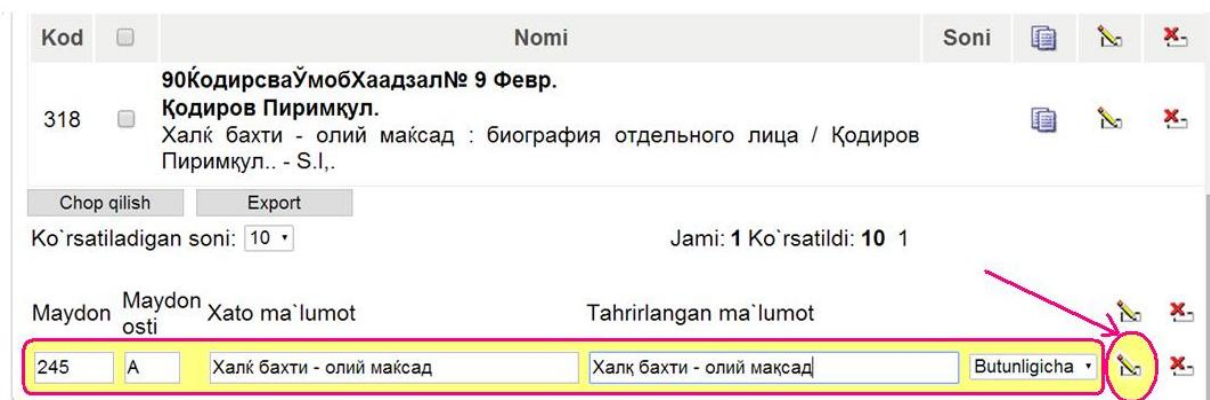 Kod Nomi Soni
90ЌодирсваЎмобХаадзал№ 9 Февр.
Қодиров Пиримқул.
318
Халќ бахти - олий маќсад : биография отдельного лица / Қодиров
Пиримқул.. - S.l,.
Chop qilish Export
Ko`rsatiladigan soni: 10 Jami: 1 Ko`rsatildi: 10 1
Maydon Maydon osti Xato ma`lumot Tahrirlangan ma`lumot
245 A Халќ бахти - олий маќсад Халқ бахти - олий мақсад Butunligicha